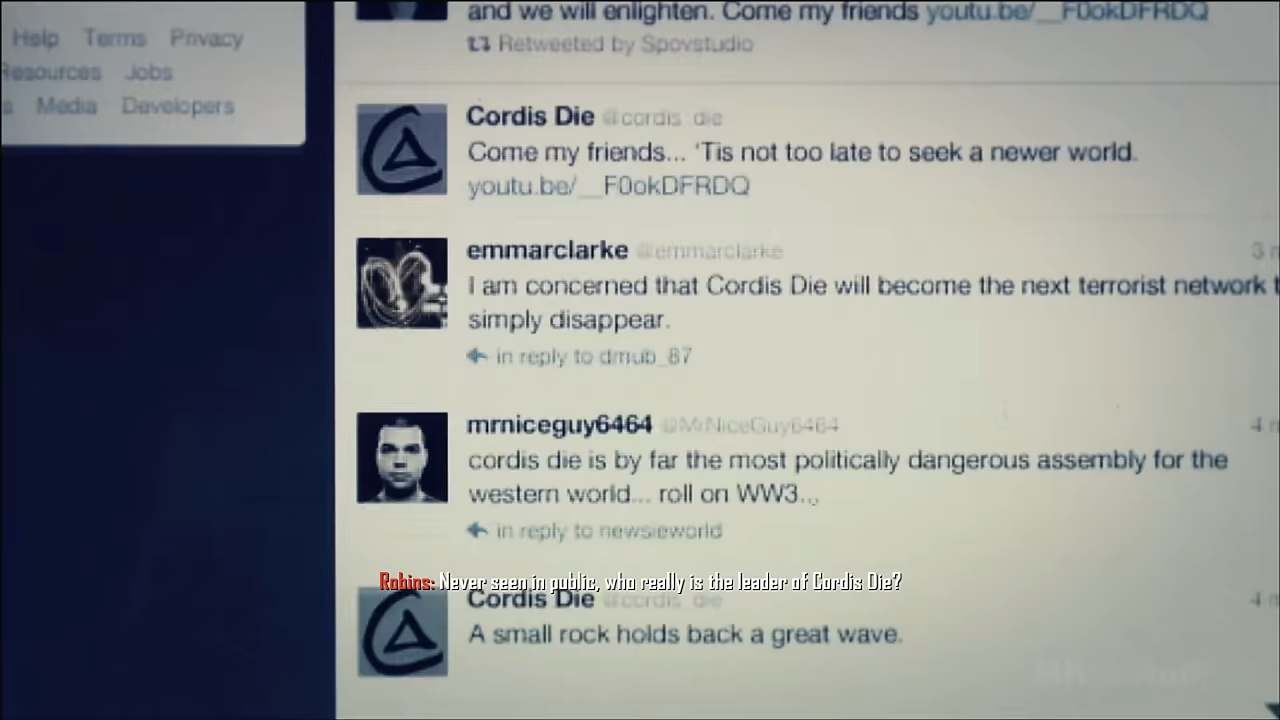 Help Terms Privacy
Resources Jobs
Media Developers
and we will enlighten. Come my friends youtu.be/__F0okDFRDQ
Retweeted by Spovstudio
Cordis Die @cordis_die
Come my friends... 'Tis not too late to seek a newer world.
youtu.be/__F0okDFRDQ
emmarclarke @emmarclarke
I am concerned that Cordis Die will become the next terrorist network
simply disappear.
in reply to dmub_87
mrniceguy6464 @MrNiceGuy6464
cordis die is by far the most politically dangerous assembly for the
western world... roll on WW3...
in reply to newsieworld
Robins: Never seen in public, who really is the leader of Cordis Die?
Cordis Die @cordis_die
A small rock holds back a great wave.